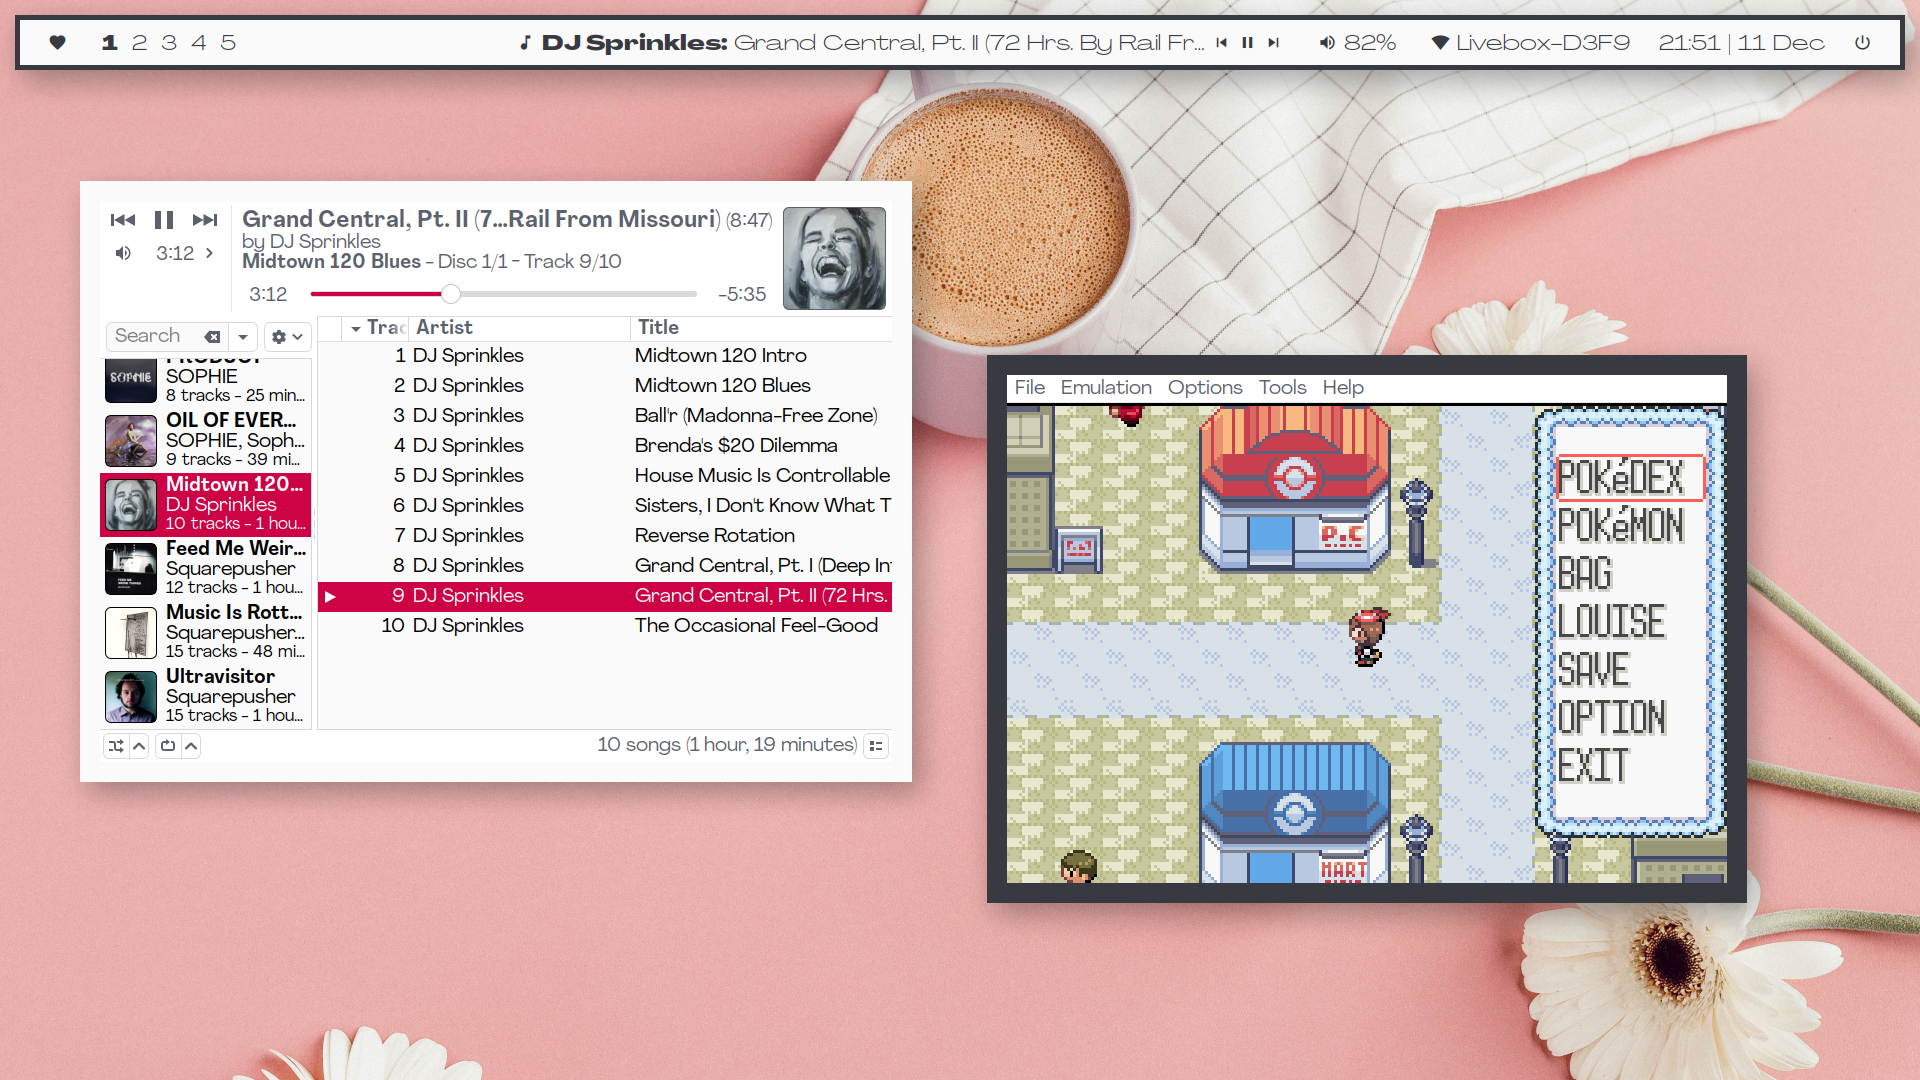 1 2 3 4 5
DJ Sprinkles: Grand Central, Pt. II (72 Hrs. By Rail Fr...
82%
Livebox-D3F9
21:51 | 11 Dec
Grand Central, Pt. II (7...Rail From Missouri) (8:47)
by DJ Sprinkles
Midtown 120 Blues - Disc 1/1 - Track 9/10
3:12
3:12
-5:35
Search
SOPHIE
PRODUCT
SOPHIE
8 tracks - 25 min...
OIL OF EVER...
SOPHIE, Soph...
9 tracks - 39 mi...
Midtown 120...
DJ Sprinkles
10 tracks - 1 hou...
Feed Me Weir...
Squarepusher
12 tracks - 1 hou...
Music Is Rott...
Squarepusher...
15 tracks - 48 mi...
Ultravisitor
Squarepusher
15 tracks - 1 hou...
Trac Artist Title
1 DJ Sprinkles Midtown 120 Intro
2 DJ Sprinkles Midtown 120 Blues
3 DJ Sprinkles Ball'r (Madonna-Free Zone)
4 DJ Sprinkles Brenda's $20 Dilemma
5 DJ Sprinkles House Music Is Controllable
6 DJ Sprinkles Sisters, I Don't Know What T
7 DJ Sprinkles Reverse Rotation
8 DJ Sprinkles Grand Central, Pt. I (Deep In
9 DJ Sprinkles Grand Central, Pt. II (72 Hrs.
10 DJ Sprinkles The Occasional Feel-Good
10 songs (1 hour, 19 minutes)
File Emulation Options Tools Help
P.C
MART
POKéDEX
POKéMON
BAG
LOUISE
SAVE
OPTION
EXIT